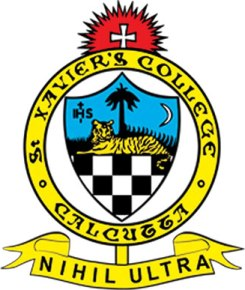 St XAVIER'S COLLEGE
CALCUTTA
IHS
NIHIL ULTRA